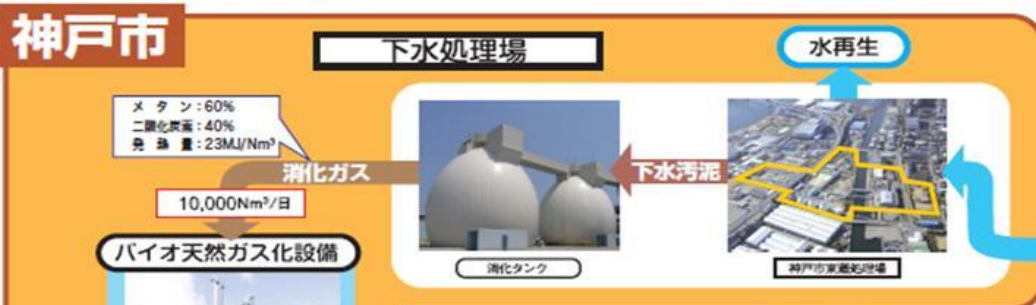 神戸市
下水処理場
水再生
メタン:60%
二酸化炭素:40%
発熱量:23MJ/Nm³
消化ガス
下水汚泥
10,000Nm³/日
バイオ天然ガス化設備
消化タンク
神戸市東灘処理場